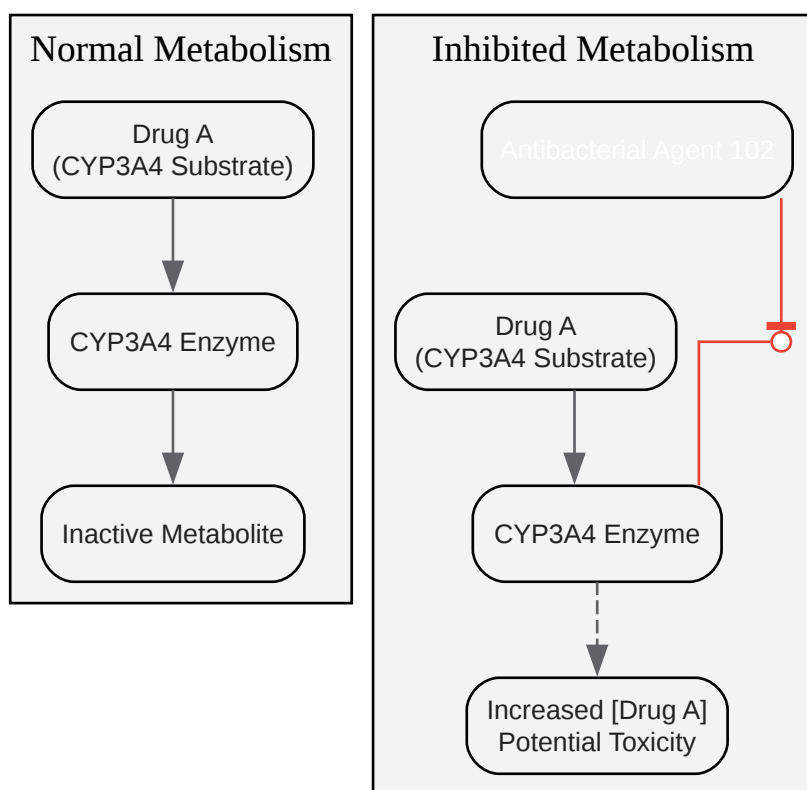 Normal Metabolism
Drug A
(CYP3A4 Substrate)
CYP3A4 Enzyme
Inactive Metabolite
Inhibited Metabolism
Antibacterial Agent 102
Drug A
(CYP3A4 Substrate)
CYP3A4 Enzyme
Increased [Drug A]
Potential Toxicity